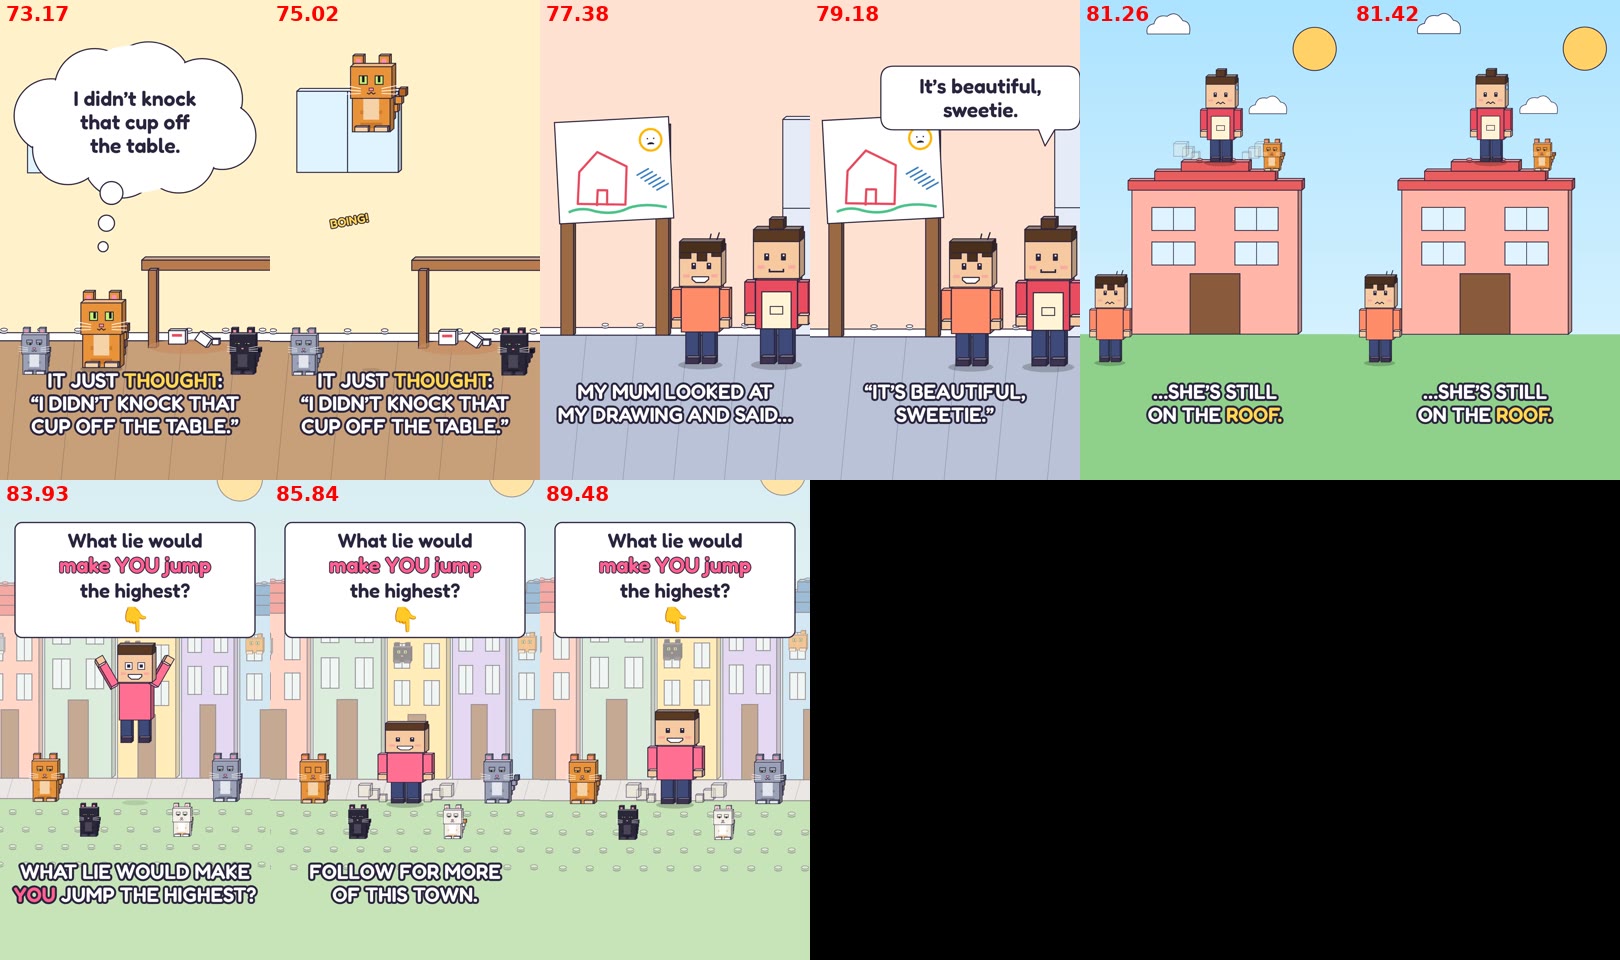 73.17
I didn't knock
that cup off
the table.
IT JUST THOUGHT:
“I DIDN'T KNOCK THAT
CUP OFF THE TABLE.”
75.02
BOING!
IT JUST THOUGHT:
“I DIDN'T KNOCK THAT
CUP OFF THE TABLE.”
77.38
MY MUM LOOKED AT
MY DRAWING AND SAID...
79.18
It's beautiful,
sweetie.
“IT'S BEAUTIFUL,
SWEETIE.”
81.26
...SHE'S STILL
ON THE ROOF.
81.42
...SHE'S STILL
ON THE ROOF.
83.93
What lie would
make YOU jump
the highest?
WHAT LIE WOULD MAKE
YOU JUMP THE HIGHEST?
85.84
What lie would
make YOU jump
the highest?
FOLLOW FOR MORE
OF THIS TOWN.
89.48
What lie would
make YOU jump
the highest?